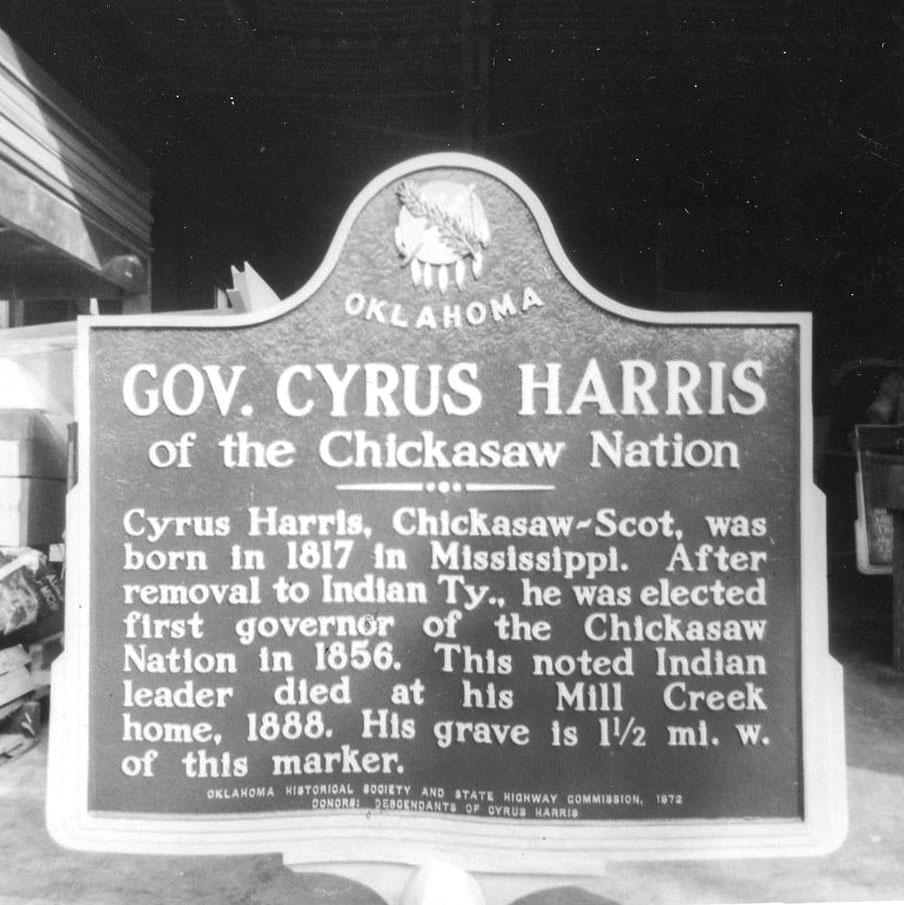 OKLAHOMA
GOV. CYRUS HARRIS
of the Chickasaw Nation
Cyrus Harris, Chickasaw-Scot, was
born in 1817 in Mississippi. After
removal to Indian Ty., he was elected
first governor of the Chickasaw
Nation in 1856. This noted Indian
leader died at his Mill Creek
home, 1888. His grave is 1½ mi. w.
of this marker.
OKLAHOMA HISTORICAL SOCIETY AND STATE HIGHWAY COMMISSION, 1972
DONORS: DESCENDANTS OF CYRUS HARRIS